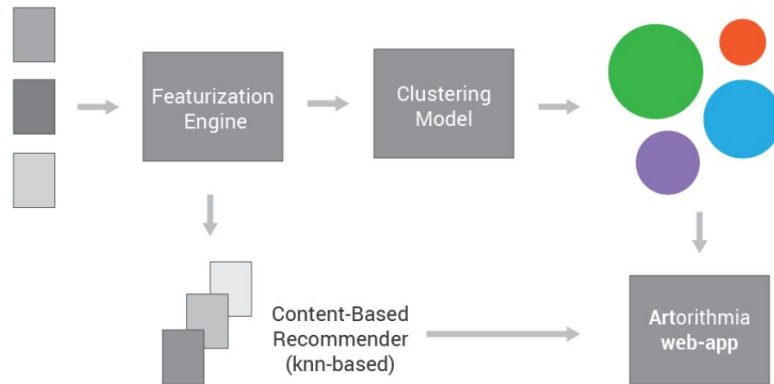 Featurization
Engine
Clustering
Model
Content-Based
Recommender
(knn-based)
Artorithmia
web-app